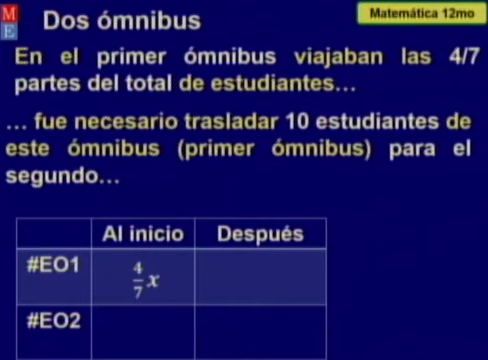 M
E
Dos ómnibus
Matemática 12mo
En el primer ómnibus viajaban las 4/7
partes del total de estudiantes...
... fue necesario trasladar 10 estudiantes de
este ómnibus (primer ómnibus) para el
segundo...
Al inicio Después
#EO1 4/7 x
#EO2